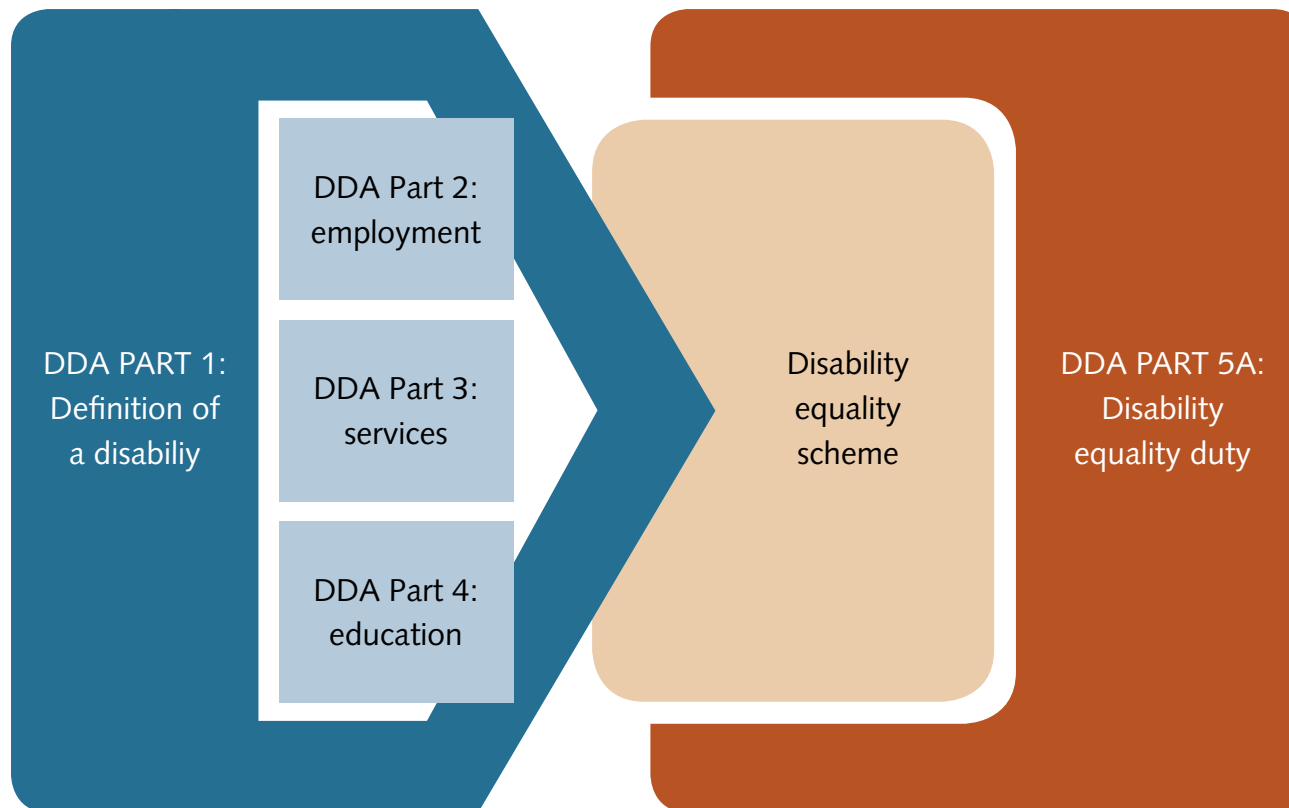 DDA PART 1:
Definition of
a disabiliy
DDA Part 2:
employment
DDA Part 3:
services
DDA Part 4:
education
Disability
equality
scheme
DDA PART 5A:
Disability
equality duty